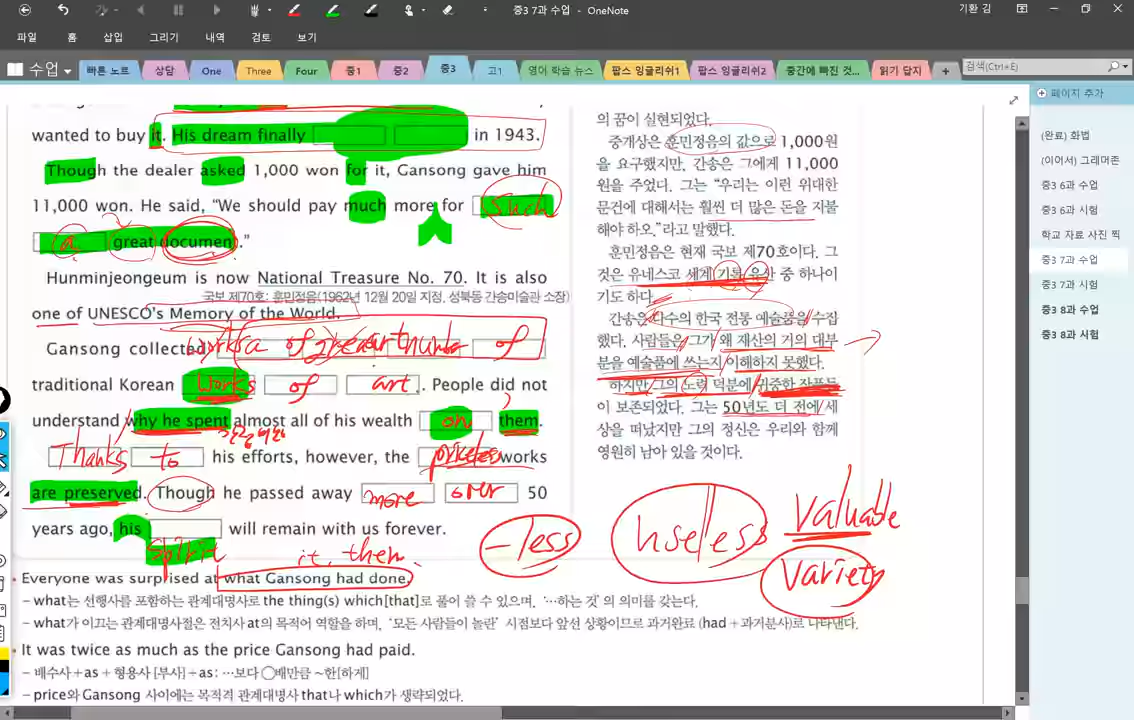 중3 7과 수업 - OneNote
기환 김
파일 홈 삽입 그리기 내역 검토 보기
수업 빠른 노트 상담 One Three Four 중1 중2 중3 고1 영어 학습 뉴스 팝스 잉글리쉬1 팝스 잉글리쉬2 중간에 빠진 것... 읽기 답지 + 검색(Ctrl+E)
페이지 추가
(완료) 화법
(이어서) 그래머존
중3 6과 수업
중3 6과 시험
학교 자료 사진 찍
중3 7과 수업
중3 7과 시험
중3 8과 수업
중3 8과 시험
wanted to buy it. His dream finally in 1943.
Though the dealer asked 1,000 won for it, Gansong gave him
11,000 won. He said, “We should pay much more for such
a great documen .”
Hunminjeongeum is now National Treasure No. 70. It is also
국보 제70호: 훈민정음(1962년 12월 20일 지정, 성북동 간송미술관 소장)
one of UNESCO's Memory of the World.
Gansong collected a of number of
traditional Korean works of art. People did not
understand why he spent almost all of his wealth on them.
Thanks to his efforts, however, the priceless works
are preserved. Though he passed away more over 50
years ago, his will remain with us forever.
spirit it, them.
-less useless valuable
variety
Everyone was surprised at what Gansong had done.
– what는 선행사를 포함하는 관계대명사로 the thing(s) which[that]로 풀어 쓸 수 있으며, ‘…하는 것’의 의미를 갖는다.
– what가 이끄는 관계대명사절은 전치사 at의 목적어 역할을 하며, ‘모든 사람들이 놀란’ 시점보다 앞선 상황이므로 과거완료 (had + 과거분사)로 나타낸다.
It was twice as much as the price Gansong had paid.
– 배수사 + as + 형용사 [부사] + as: …보다 ◯배만큼 ~한[하게]
– price와 Gansong 사이에는 목적격 관계대명사 that나 which가 생략되었다.
의 꿈이 실현되었다.
중개상은 훈민정음의 값으로 1,000원
을 요구했지만, 간송은 그에게 11,000
원을 주었다. 그는 “우리는 이런 위대한
문건에 대해서는 훨씬 더 많은 돈을 지불
해야 하오.”라고 말했다.
훈민정음은 현재 국보 제70호이다. 그
것은 유네스코 세계 기록 유산 중 하나이
기도 하다.
간송은 다수의 한국 전통 예술품을 수집
했다. 사람들은 그가 왜 재산의 거의 대부
분을 예술품에 쓰는지 이해하지 못했다.
하지만 그의 노력 덕분에 귀중한 작품들
이 보존되었다. 그는 50년도 더 전에 세
상을 떠났지만 그의 정신은 우리와 함께
영원히 남아 있을 것이다.